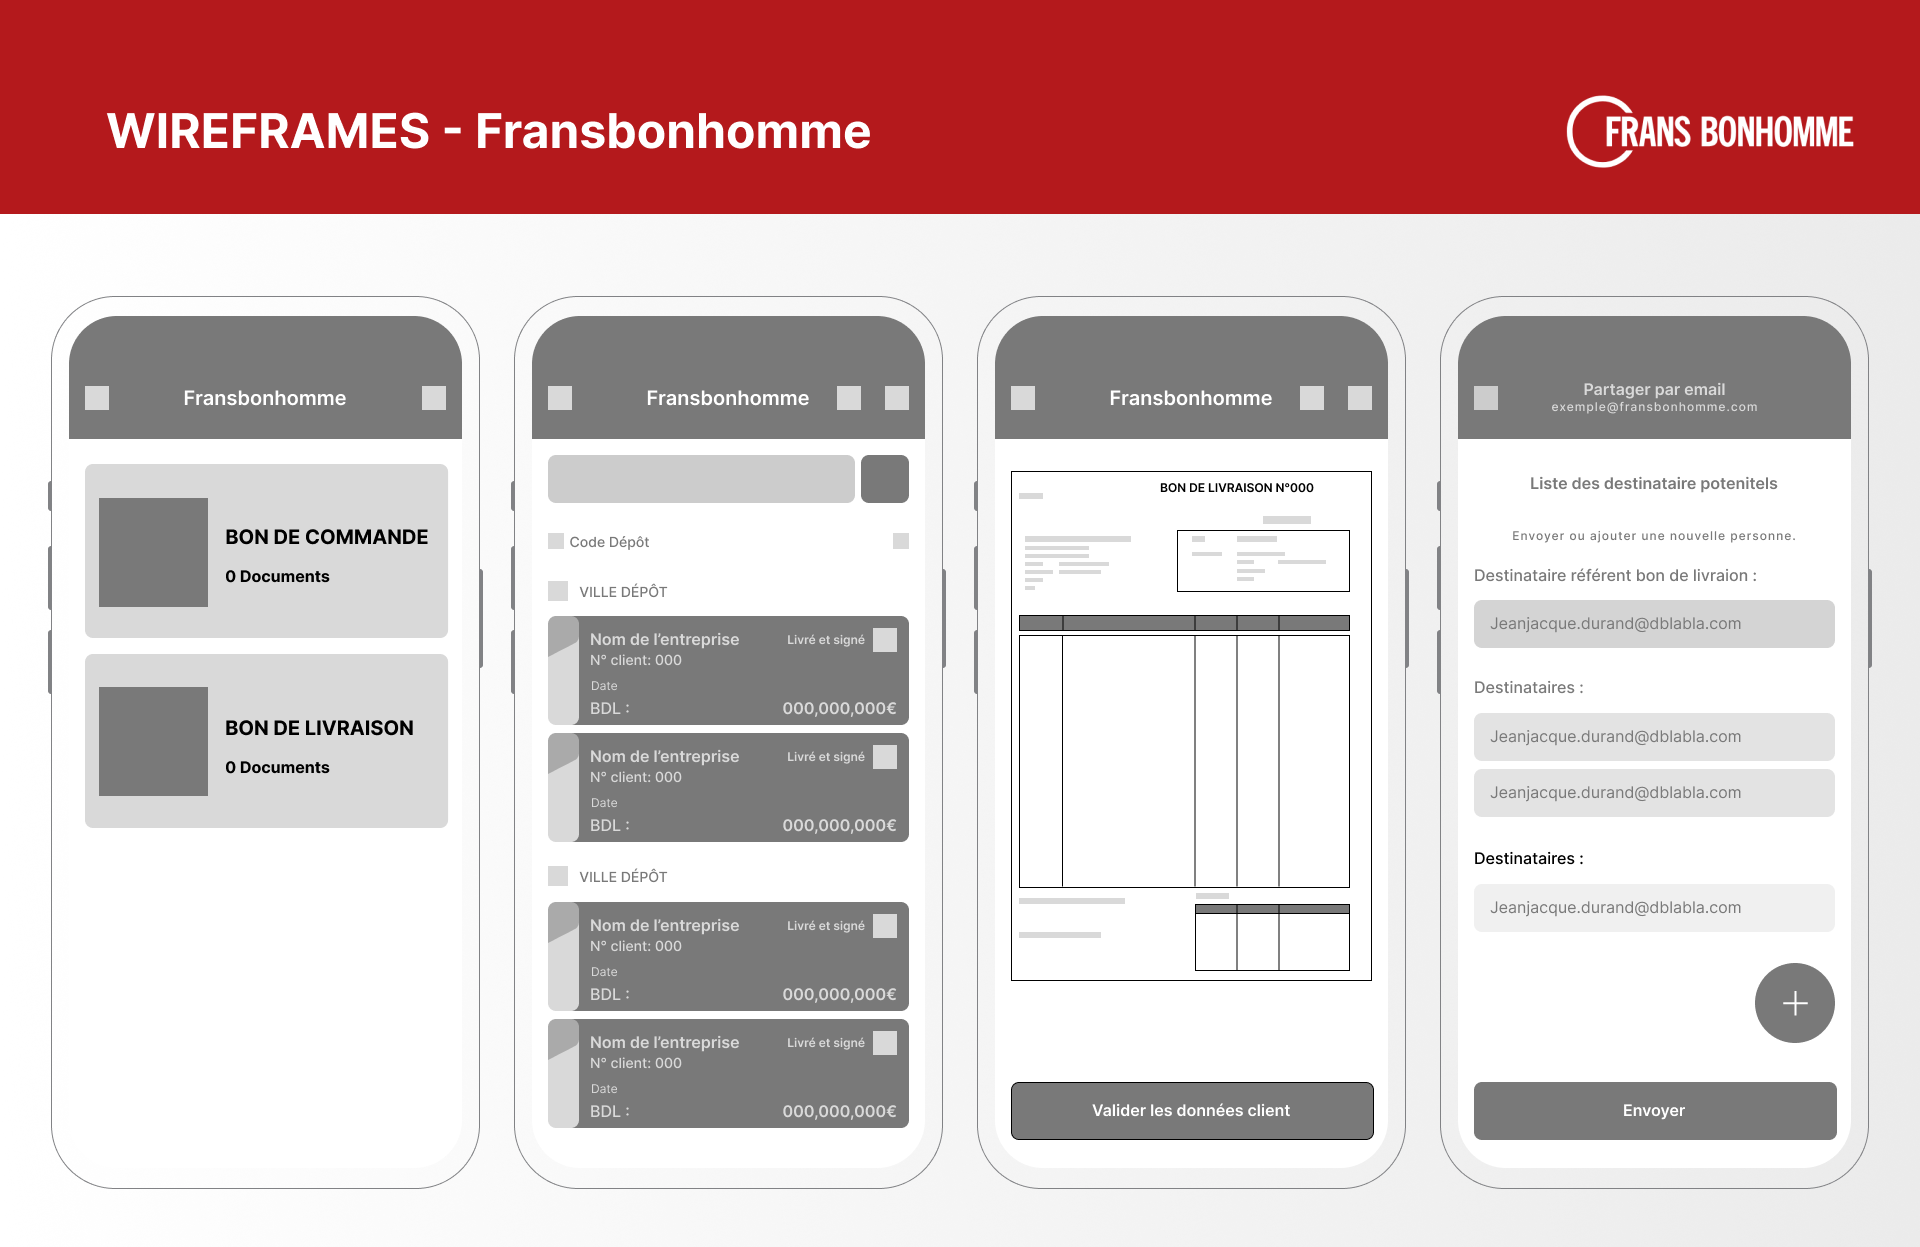 WIREFRAMES - Fransbonhomme
FRANS BONHOMME
Fransbonhomme
BON DE COMMANDE
0 Documents
BON DE LIVRAISON
0 Documents
Fransbonhomme
Code Dépôt
VILLE DÉPÔT
Nom de l’entreprise
Livré et signé
N° client: 000
Date
BDL :
000,000,000€
Nom de l’entreprise
Livré et signé
N° client: 000
Date
BDL :
000,000,000€
VILLE DÉPÔT
Nom de l’entreprise
Livré et signé
N° client: 000
Date
BDL :
000,000,000€
Nom de l’entreprise
Livré et signé
N° client: 000
Date
BDL :
000,000,000€
Fransbonhomme
BON DE LIVRAISON N°000
Valider les données client
Partager par email
exemple@fransbonhomme.com
Liste des destinataire potenitels
Envoyer ou ajouter une nouvelle personne.
Destinataire référent bon de livraion :
Jeanjacque.durand@dblabla.com
Destinataires :
Jeanjacque.durand@dblabla.com
Jeanjacque.durand@dblabla.com
Destinataires :
Jeanjacque.durand@dblabla.com
Envoyer